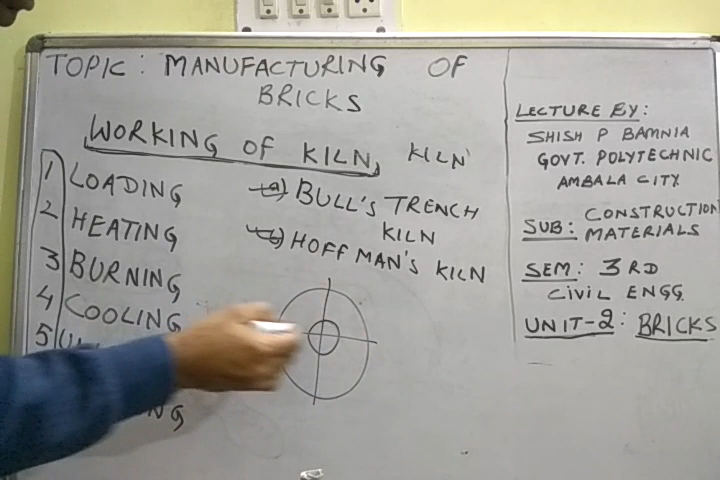 TOPIC: MANUFACTURING OF
BRICKS
WORKING OF KILN, KILN
1 LOADING
2 HEATING
3 BURNING
4 COOLING
5
(a) BULL'S TRENCH
KILN
HOFFMAN'S KILN
LECTURE BY:
SHISH P BAMNIA
GOVT. POLYTECHNIC
AMBALA CITY
SUB: CONSTRUCTION
MATERIALS
SEM: 3RD
CIVIL ENGG.
UNIT-2: BRICKS